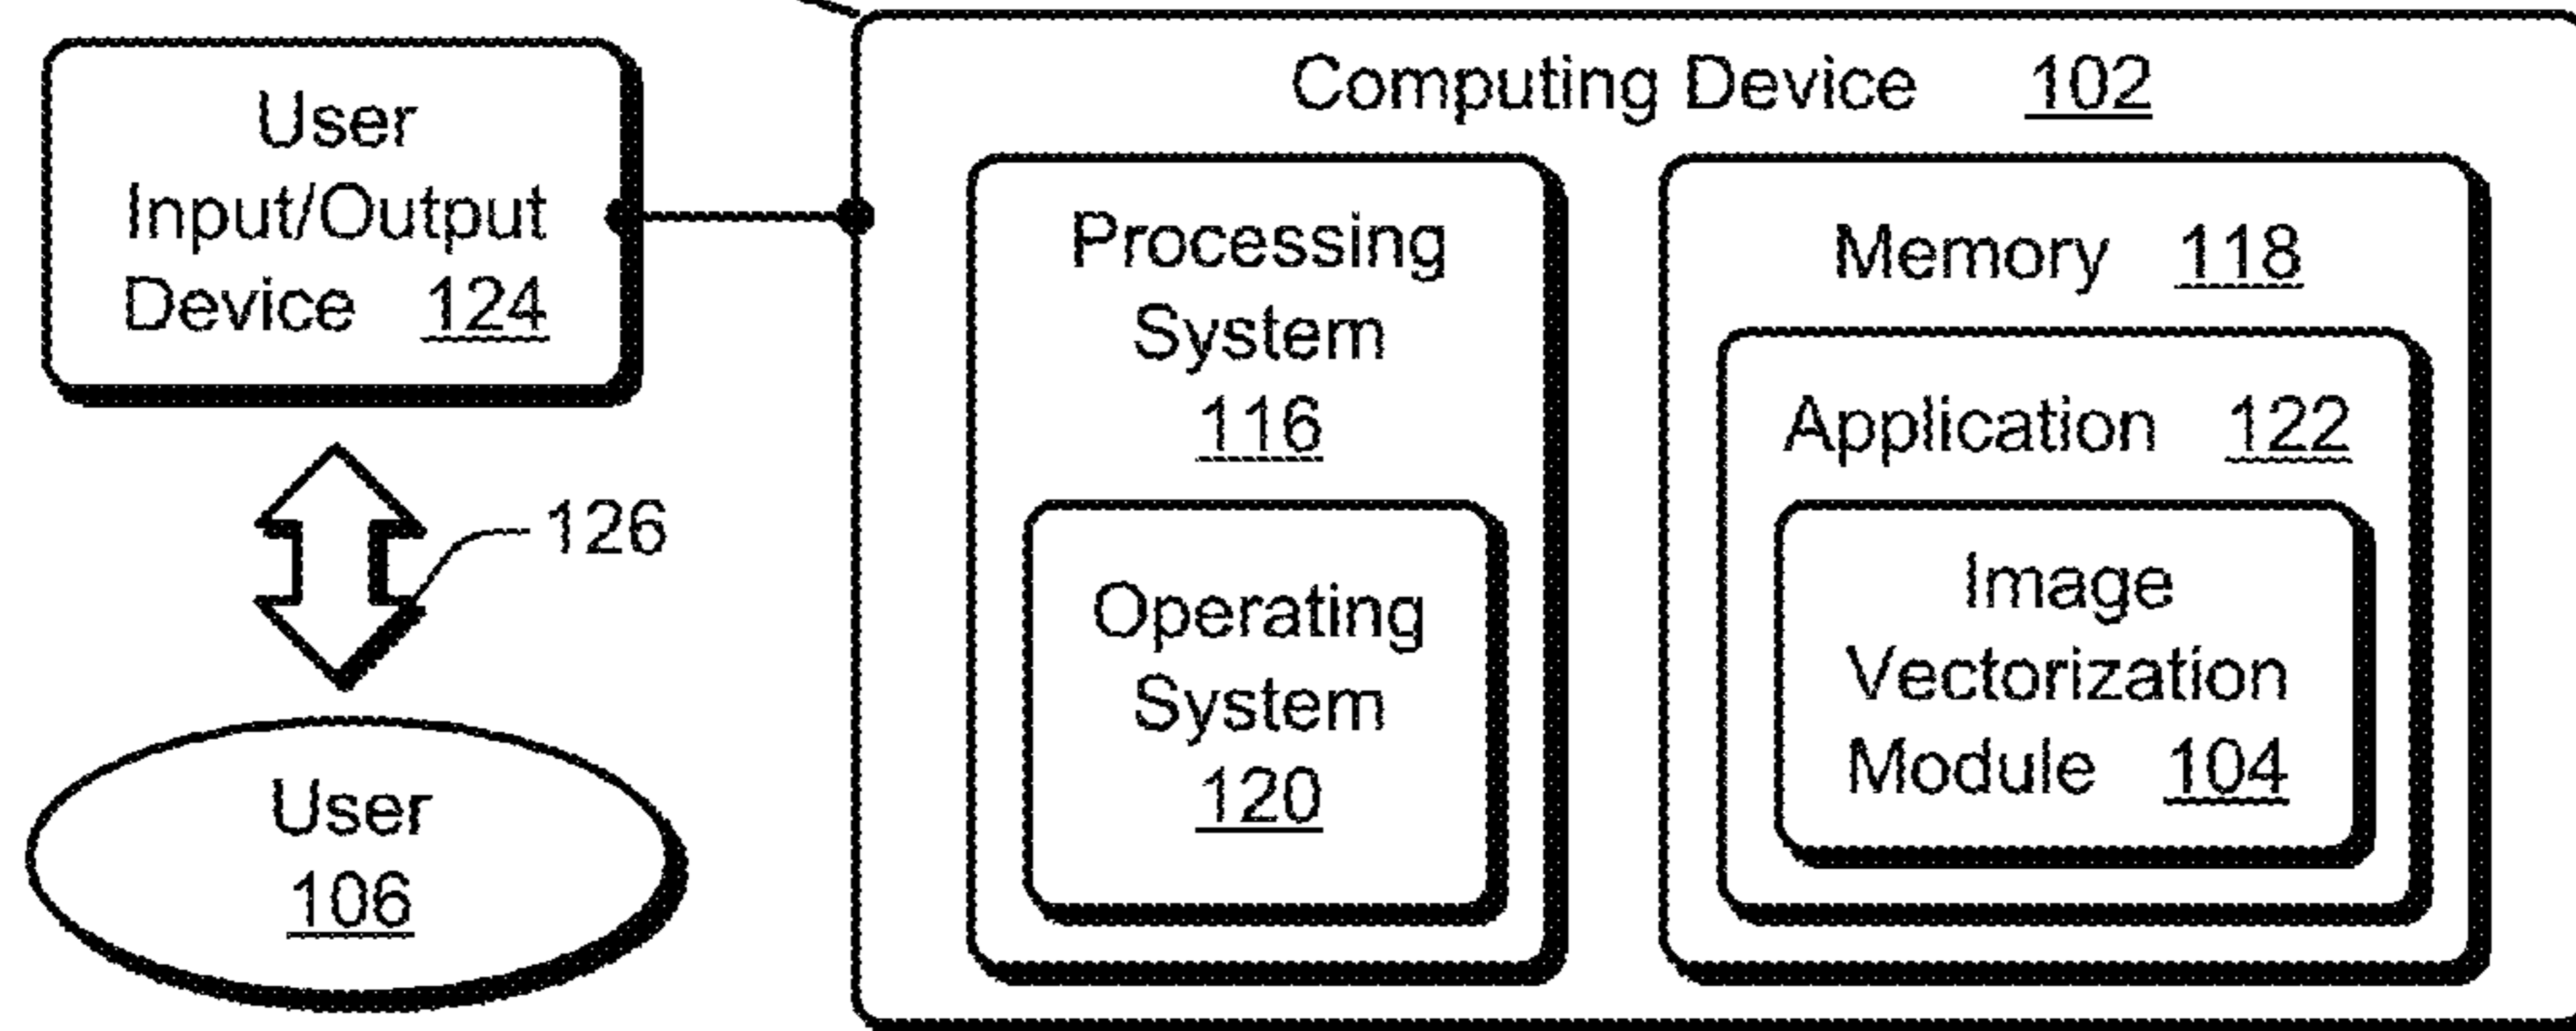 User
Input/Output
Device 124
126
User
106
Computing Device 102
Processing
System
116
Operating
System
120
Memory 118
Application 122
Image
Vectorization
Module 104